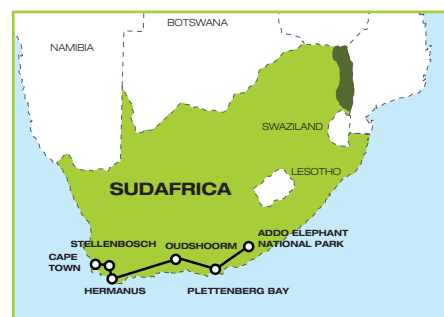 BOTSWANA
NAMIBIA
SWAZILAND
LESOTHO
SUDAFRICA
STELLENBOSCH
OUDSHOORM
ADDO ELEPHANT
NATIONAL PARK
CAPE
TOWN
HERMANUS
PLETTENBERG BAY